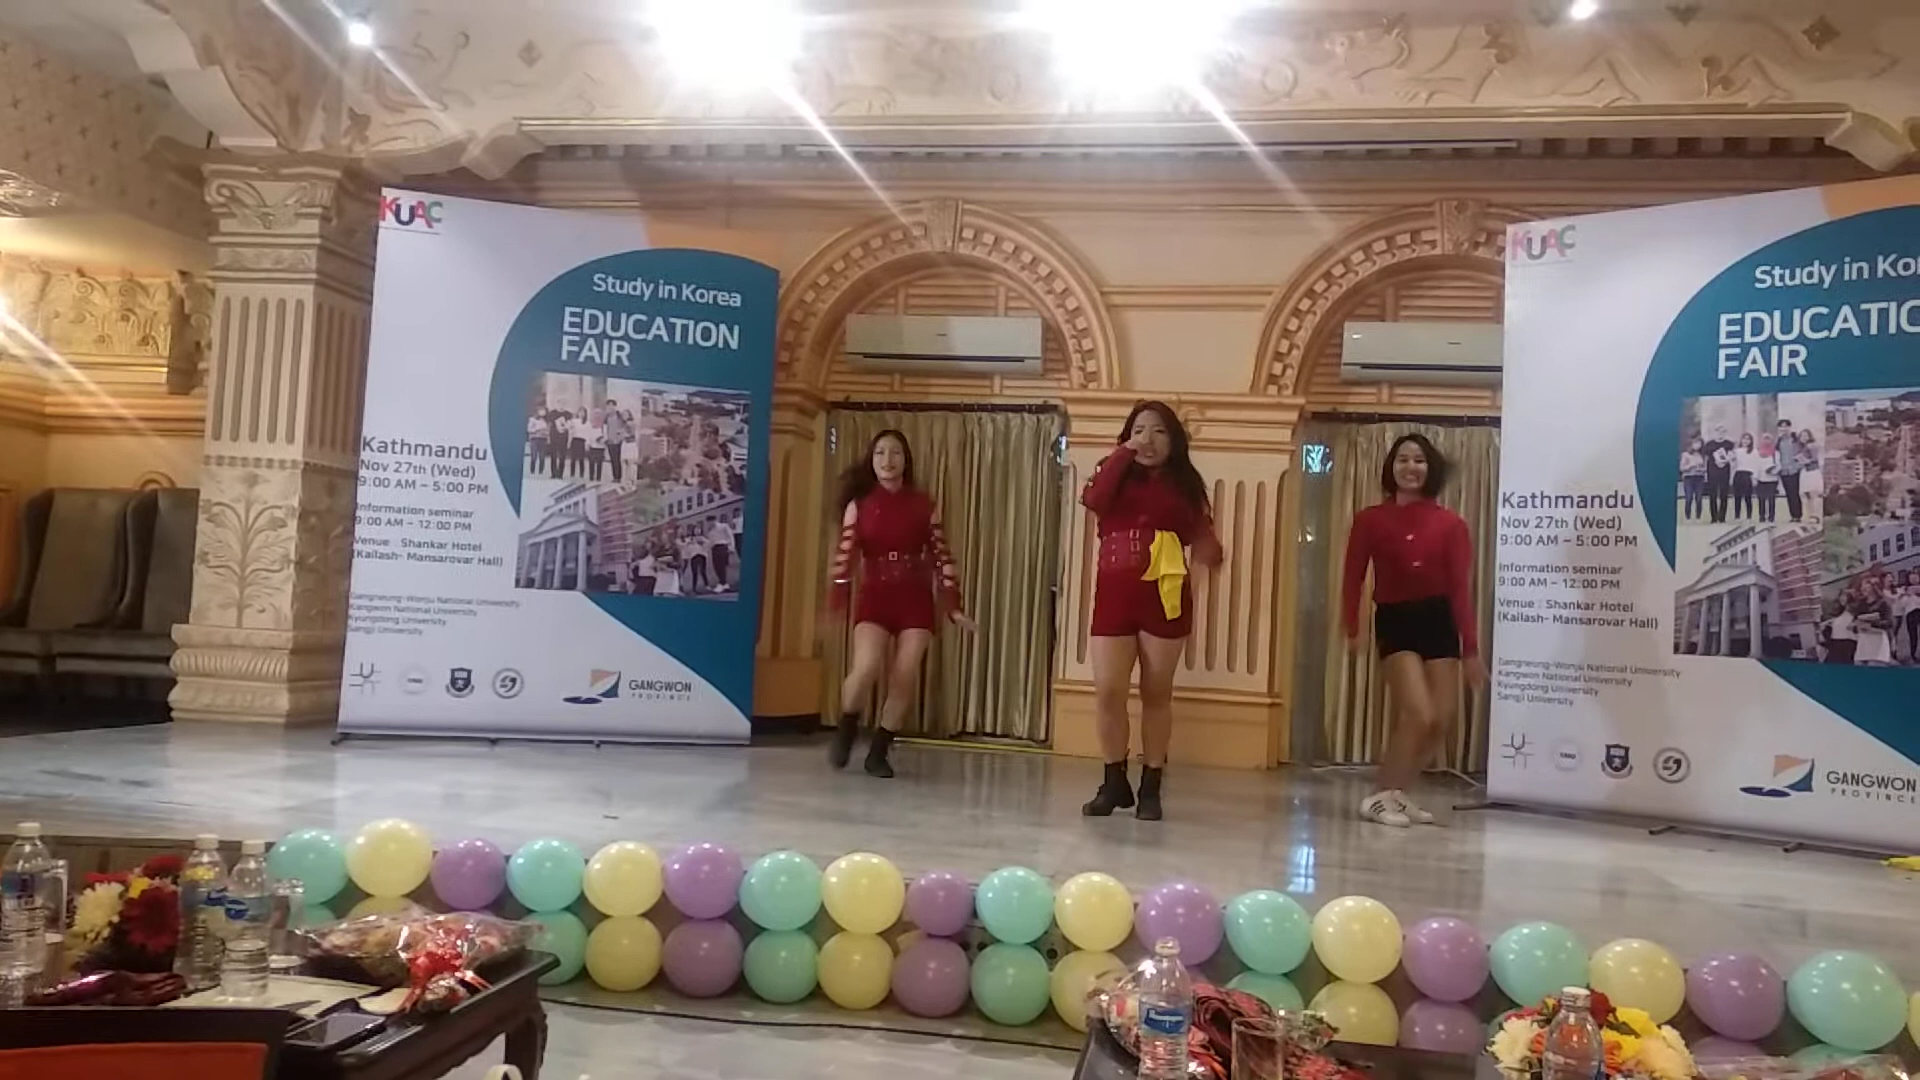 KUAC
Study in Korea
EDUCATION
FAIR
Kathmandu
Nov 27th (Wed)
9:00 AM – 5:00 PM
Information seminar
9:00 AM – 12:00 PM
Venue : Shankar Hotel
(Kailash- Mansarovar Hall)
Gangneung-Wonju National University
Kangwon National University
Kyungdong University
Sangji University
GANGWON
PROVINCE
KUAC
Study in Kor
EDUCATIO
FAIR
Kathmandu
Nov 27th (Wed)
9:00 AM – 5:00 PM
Information seminar
9:00 AM – 12:00 PM
Venue : Shankar Hotel
(Kailash- Mansarovar Hall)
Gangneung-Wonju National University
Kangwon National University
Kyungdong University
Sangji University
GANGWON
PROVINCE